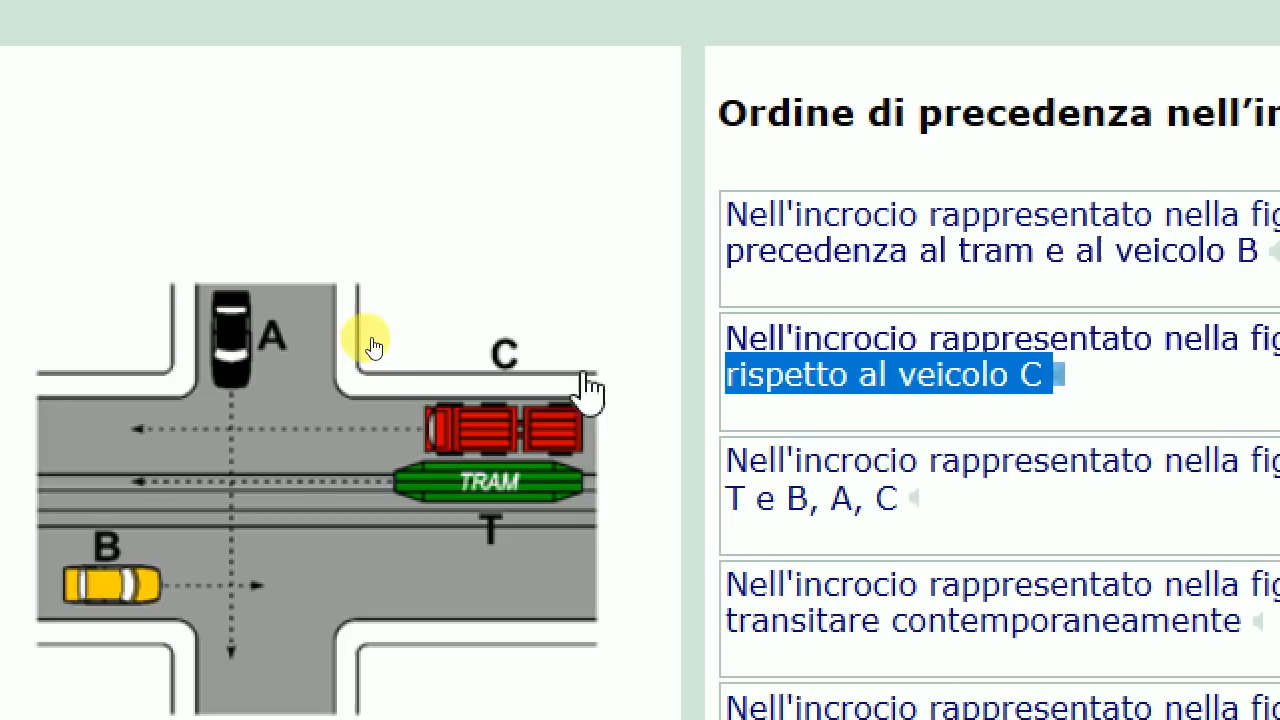 Ordine di precedenza nell’in
Nell'incrocio rappresentato nella fig
precedenza al tram e al veicolo B
Nell'incrocio rappresentato nella fig
rispetto al veicolo C
Nell'incrocio rappresentato nella fig
T e B, A, C
Nell'incrocio rappresentato nella fig
transitare contemporaneamente
Nell'incrocio rappresentato nella fig
A
C
TRAM
T
B